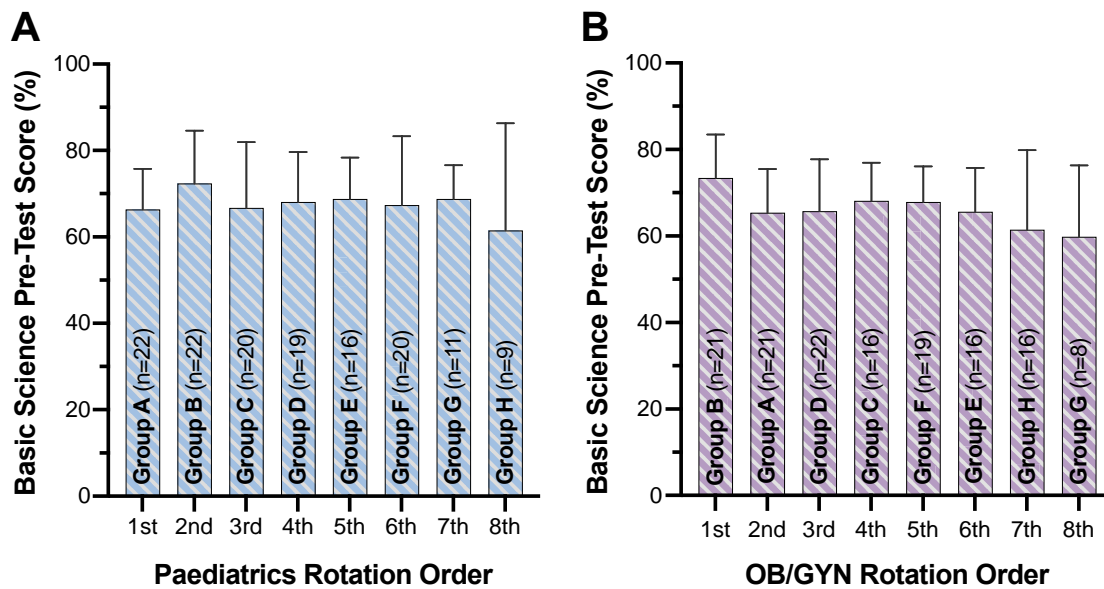 A
Basic Science Pre-Test Score (%)
100
80
60
40
20
0
Group A (n=22)
Group B (n=22)
Group C (n=20)
Group D (n=19)
Group E (n=16)
Group F (n=20)
Group G (n=11)
Group H (n=9)
1st 2nd 3rd 4th 5th 6th 7th 8th
Paediatrics Rotation Order
B
Basic Science Pre-Test Score (%)
100
80
60
40
20
0
Group B (n=21)
Group A (n=21)
Group D (n=22)
Group C (n=16)
Group F (n=19)
Group E (n=16)
Group H (n=16)
Group G (n=8)
1st 2nd 3rd 4th 5th 6th 7th 8th
OB/GYN Rotation Order